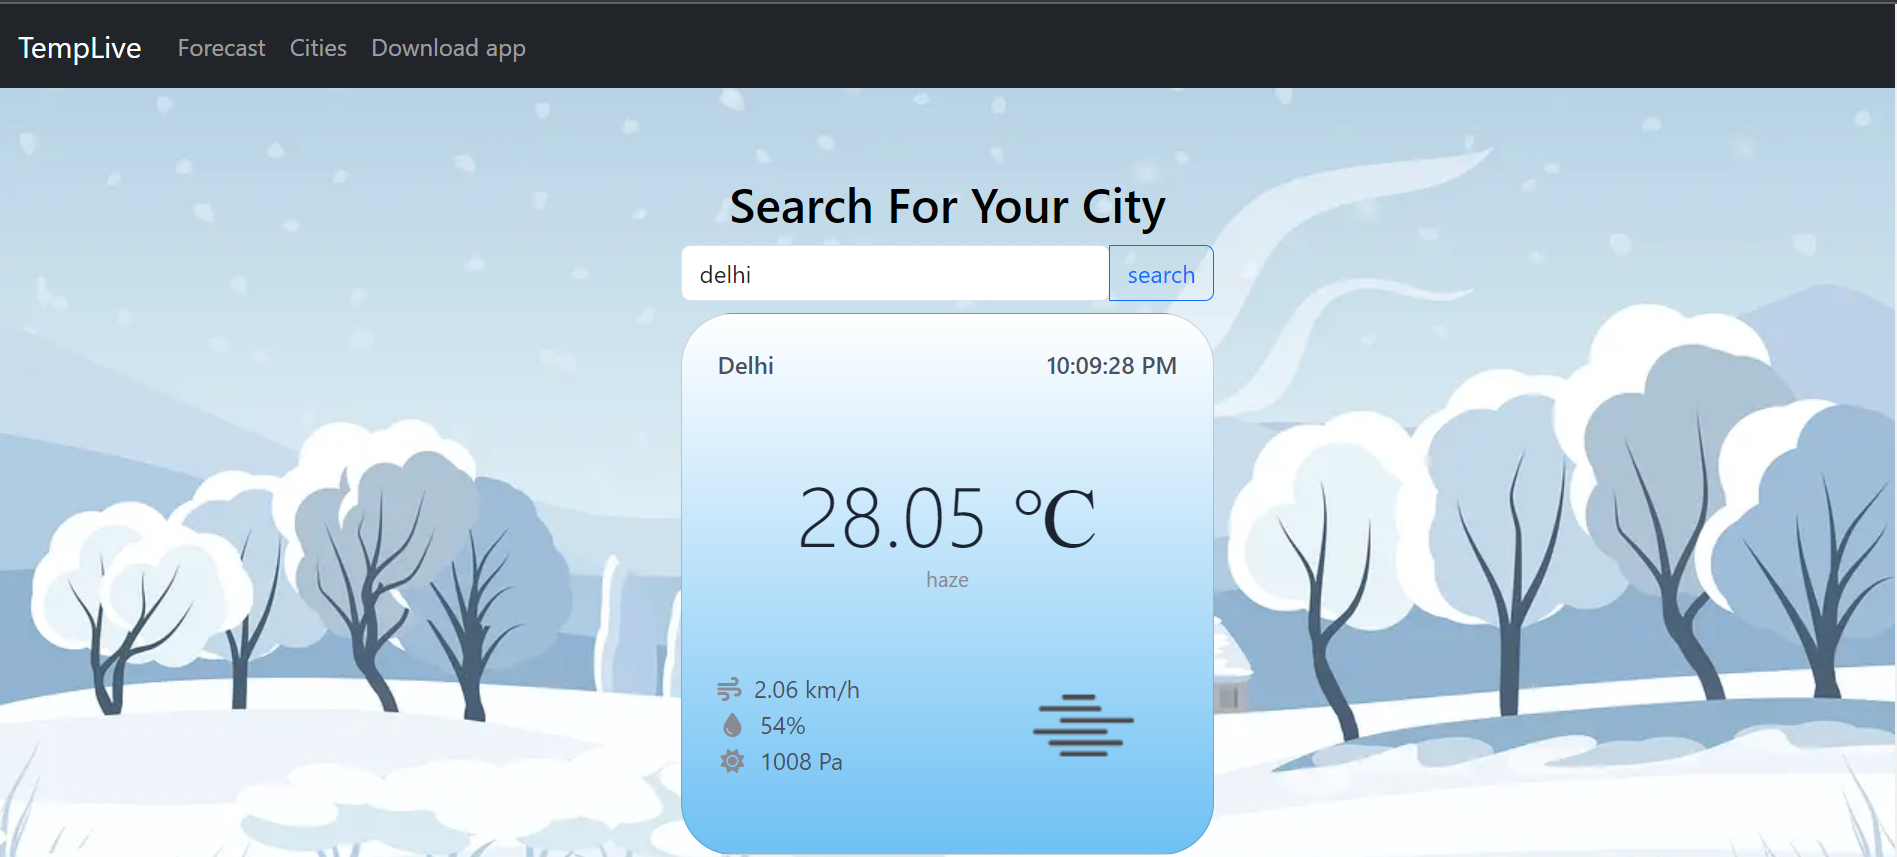 TempLive Forecast Cities Download app
Search For Your City
delhi search
Delhi 10:09:28 PM
28.05 ℃
haze
2.06 km/h
54%
1008 Pa